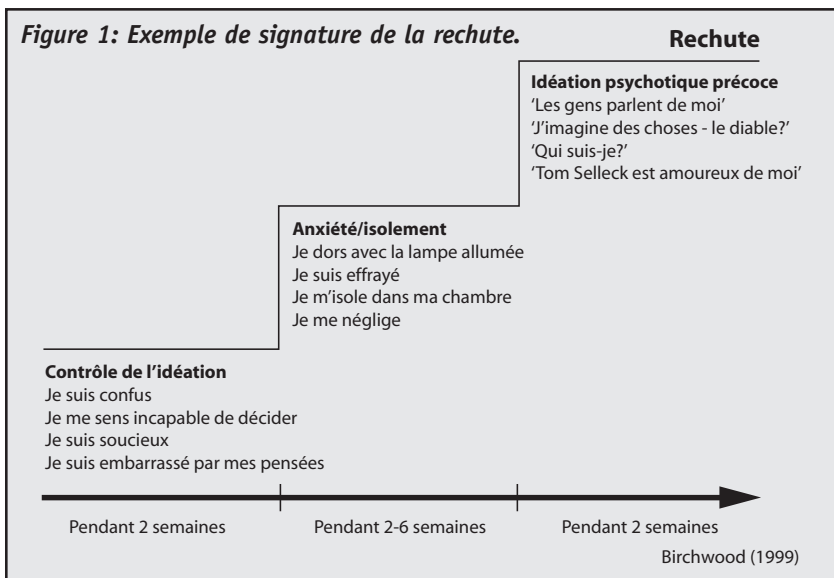 Figure 1: Exemple de signature de la rechute.
Rechute
Idéation psychotique précoce
‘Les gens parlent de moi’
‘J’imagine des choses - le diable?’
‘Qui suis-je?’
‘Tom Selleck est amoureux de moi’
Anxiété/isolement
Je dors avec la lampe allumée
Je suis effrayé
Je m’isole dans ma chambre
Je me néglige
Contrôle de l’idéation
Je suis confus
Je me sens incapable de décider
Je suis soucieux
Je suis embarrassé par mes pensées
Pendant 2 semaines
Pendant 2-6 semaines
Pendant 2 semaines
Birchwood (1999)